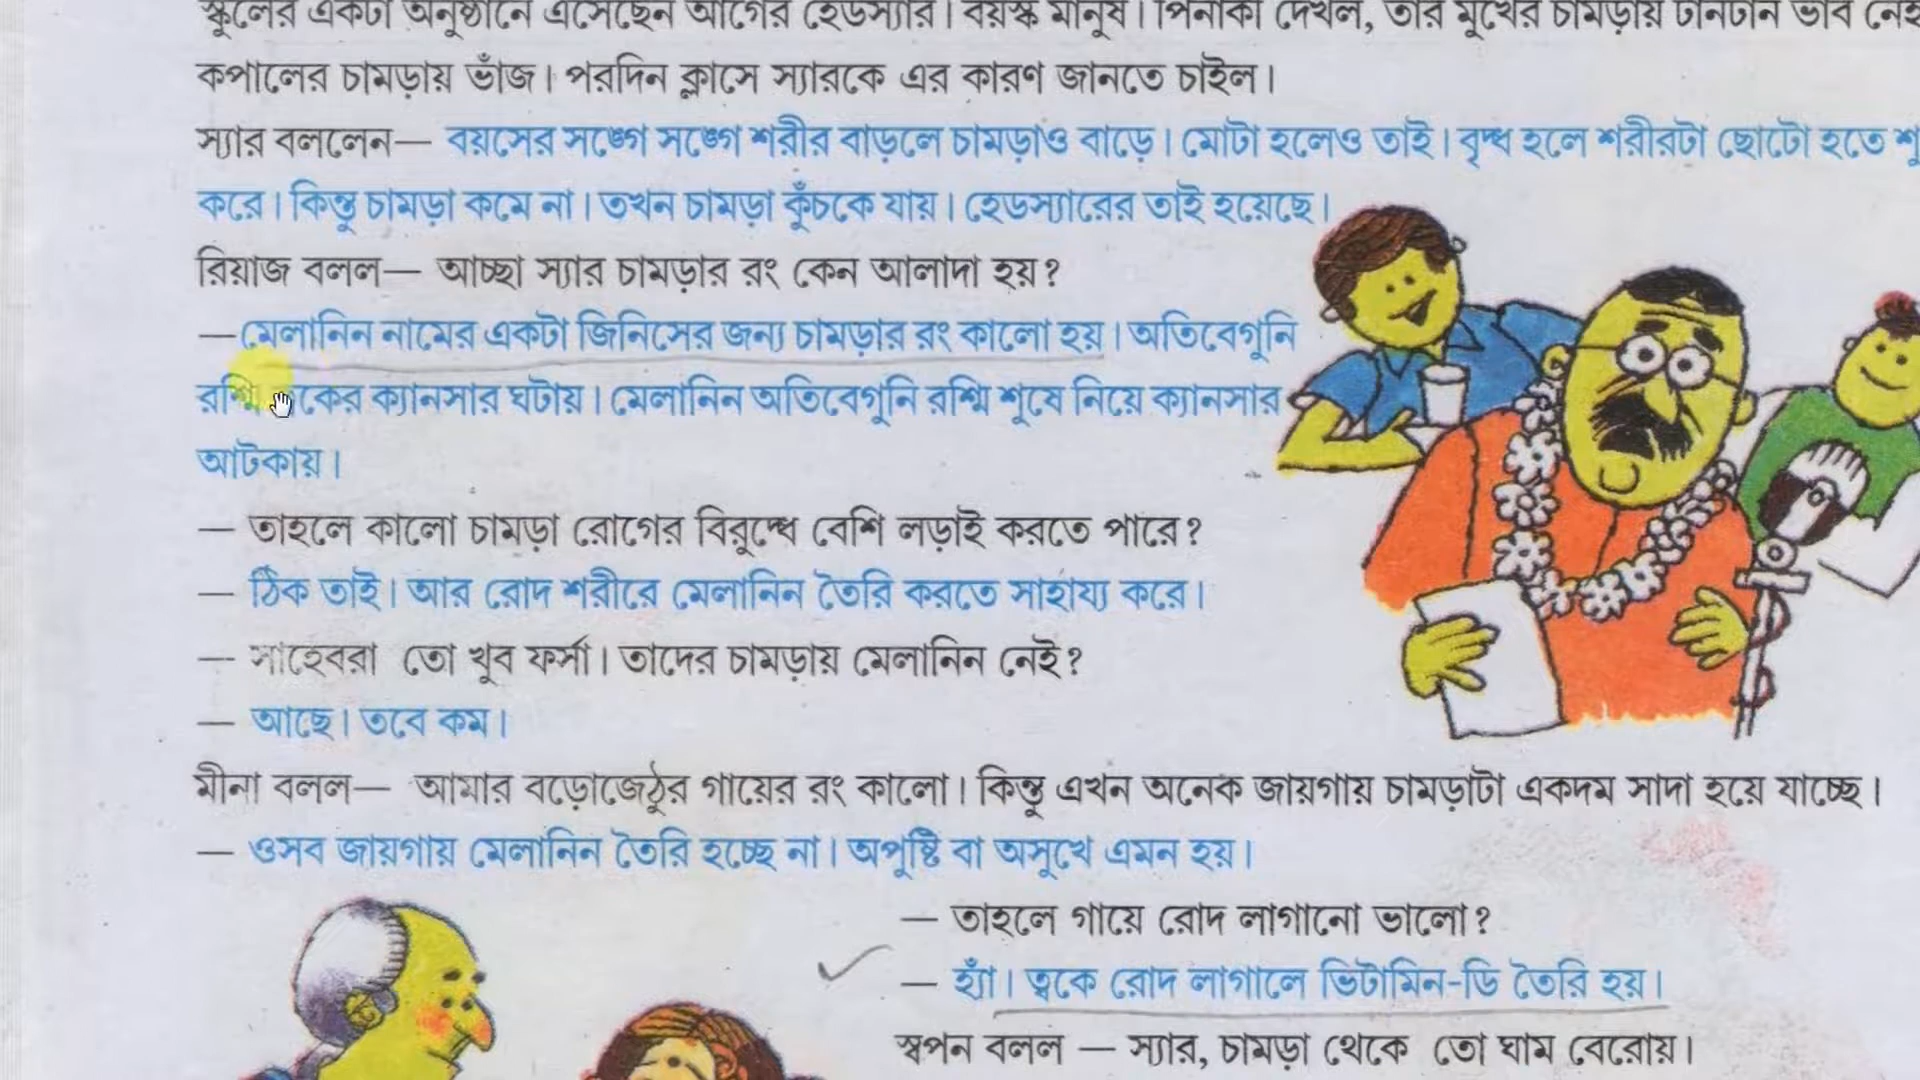 স্কুলের একটা অনুষ্ঠানে এসেছেন আগের হেডস্যার। বয়স্ক মানুষ। পিনাকী দেখল, তাঁর মুখের চামড়ায় টানটান ভাব নেই
কপালের চামড়ায় ভাঁজ। পরদিন ক্লাসে স্যারকে এর কারণ জানতে চাইল।
স্যার বললেন— বয়সের সঙ্গে সঙ্গে শরীর বাড়লে চামড়াও বাড়ে। মোটা হলেও তাই। বৃদ্ধ হলে শরীরটা ছোটো হতে শু
করে। কিন্তু চামড়া কমে না। তখন চামড়া কুঁচকে যায়। হেডস্যারের তাই হয়েছে।
রিয়াজ বলল— আচ্ছা স্যার চামড়ার রং কেন আলাদা হয়?
—মেলানিন নামের একটা জিনিসের জন্য চামড়ার রং কালো হয়। অতিবেগুনি
রশ্মি ত্বকের ক্যানসার ঘটায়। মেলানিন অতিবেগুনি রশ্মি শুষে নিয়ে ক্যানসার
আটকায়।
— তাহলে কালো চামড়া রোগের বিরুদ্ধে বেশি লড়াই করতে পারে?
— ঠিক তাই। আর রোদ শরীরে মেলানিন তৈরি করতে সাহায্য করে।
— সাহেবরা তো খুব ফর্সা। তাদের চামড়ায় মেলানিন নেই?
— আছে। তবে কম।
মীনা বলল— আমার বড়োজেঠুর গায়ের রং কালো। কিন্তু এখন অনেক জায়গায় চামড়াটা একদম সাদা হয়ে যাচ্ছে।
— ওসব জায়গায় মেলানিন তৈরি হচ্ছে না। অপুষ্টি বা অসুখে এমন হয়।
— তাহলে গায়ে রোদ লাগানো ভালো?
— হ্যাঁ। ত্বকে রোদ লাগালে ভিটামিন-ডি তৈরি হয়।
স্বপন বলল — স্যার, চামড়া থেকে তো ঘাম বেরোয়।